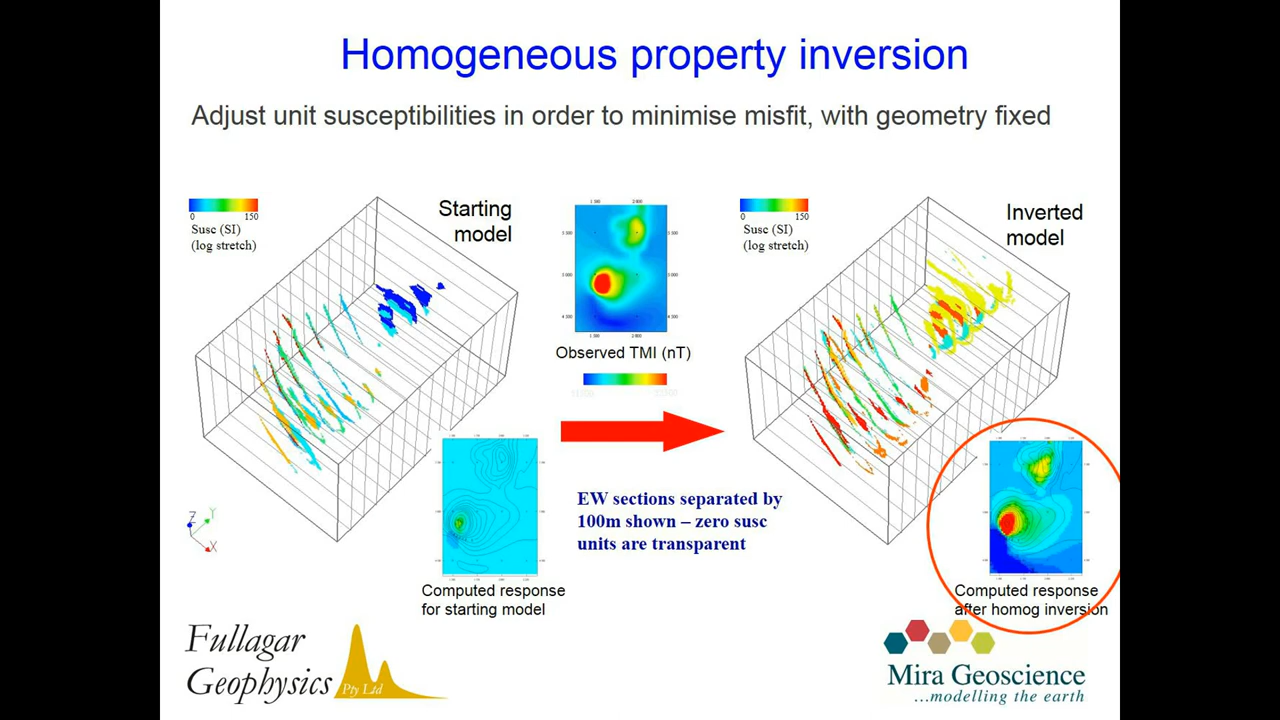 Homogeneous property inversion
Adjust unit susceptibilities in order to minimise misfit, with geometry fixed
0 150
Susc (SI)
(log stretch)
Starting
model
Observed TMI (nT)
0 150
Susc (SI)
(log stretch)
Inverted
model
EW sections separated by
100m shown – zero susc
units are transparent
Z
Y
X
Computed response
for starting model
Computed response
after homog inversion
Fullagar
Geophysics
Pty Ltd
Mira Geoscience
...modelling the earth